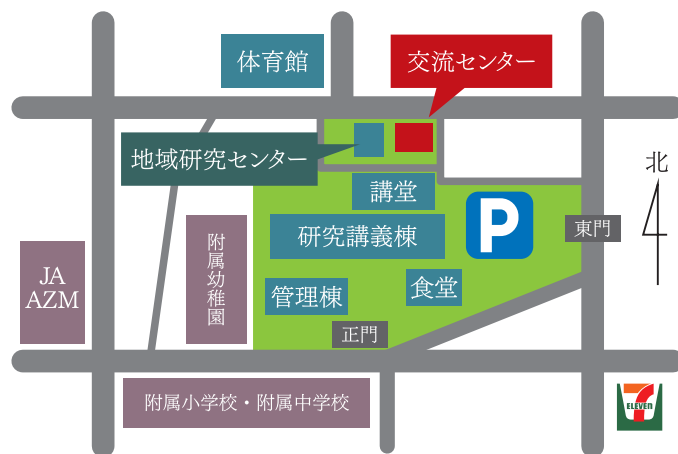 体育館
交流センター
地域研究センター
北
講堂
P
東門
附属幼稚園
研究講義棟
JA
AZM
管理棟
食堂
正門
附属小学校・附属中学校
7
ELEVEN